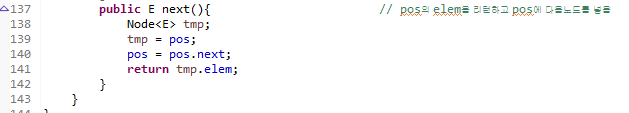 137 public E next(){ // pos의 elem을 리턴하고 pos에 다음노드를 넣음
138 Node<E> tmp;
139 tmp = pos;
140 pos = pos.next;
141 return tmp.elem;
142 }
143 }